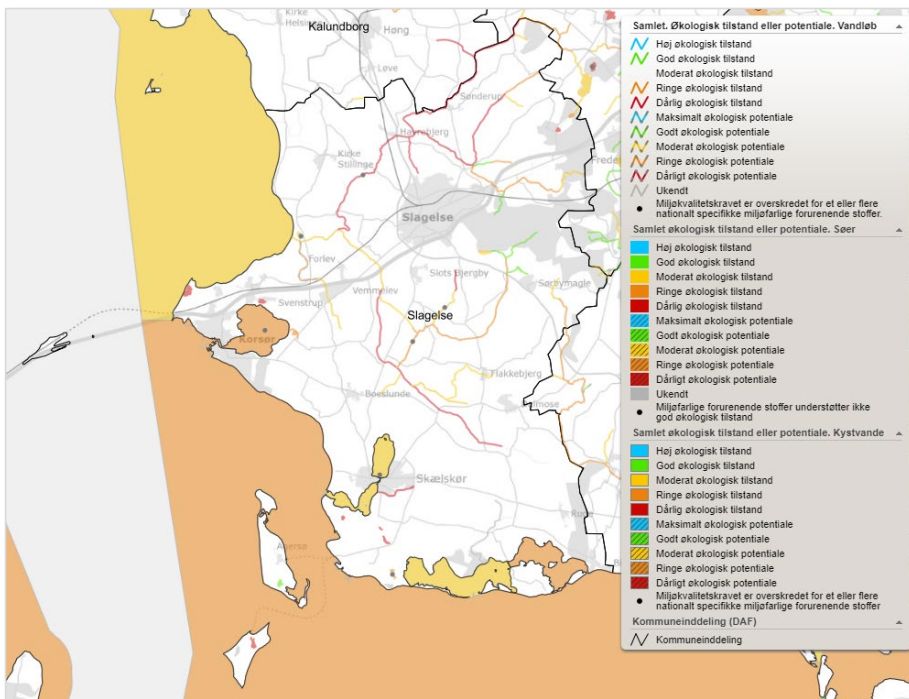 Kirke
Helsinge
Kalundborg
Høng
Løve
Sønderup
Havrebjerg
Kirke
Stillinge
Frede
Slagelse
Forlev
Slots Bjergby
Sørbymagle
Vemmelev
Svenstrup
Slagelse
Korsør
Flakkebjerg
Boeslunde
Skælskør
Agersø
Samlet. Økologisk tilstand eller potentiale. Vandløb
Høj økologisk tilstand
God økologisk tilstand
Moderat økologisk tilstand
Ringe økologisk tilstand
Dårlig økologisk tilstand
Maksimalt økologisk potentiale
Godt økologisk potentiale
Moderat økologisk potentiale
Ringe økologisk potentiale
Dårligt økologisk potentiale
Ukendt
Miljøkvalitetskravet er overskredet for et eller flere
nationalt specifikke miljøfarlige forurenende stoffer.
Samlet økologisk tilstand eller potentiale. Søer
Høj økologisk tilstand
God økologisk tilstand
Moderat økologisk tilstand
Ringe økologisk tilstand
Dårlig økologisk tilstand
Maksimalt økologisk potentiale
Godt økologisk potentiale
Moderat økologisk potentiale
Ringe økologisk potentiale
Dårligt økologisk potentiale
Ukendt
Miljøfarlige forurenende stoffer understøtter ikke
god økologisk tilstand
Samlet økologisk tilstand eller potentiale. Kystvande
Høj økologisk tilstand
God økologisk tilstand
Moderat økologisk tilstand
Ringe økologisk tilstand
Dårlig økologisk tilstand
Maksimalt økologisk potentiale
Godt økologisk potentiale
Moderat økologisk potentiale
Ringe økologisk potentiale
Dårligt økologisk potentiale
Miljøkvalitetskravet er overskredet for et eller flere
nationalt specifikke miljøfarlige forurenende stoffer
Kommuneinddeling (DAF)
Kommuneinddeling